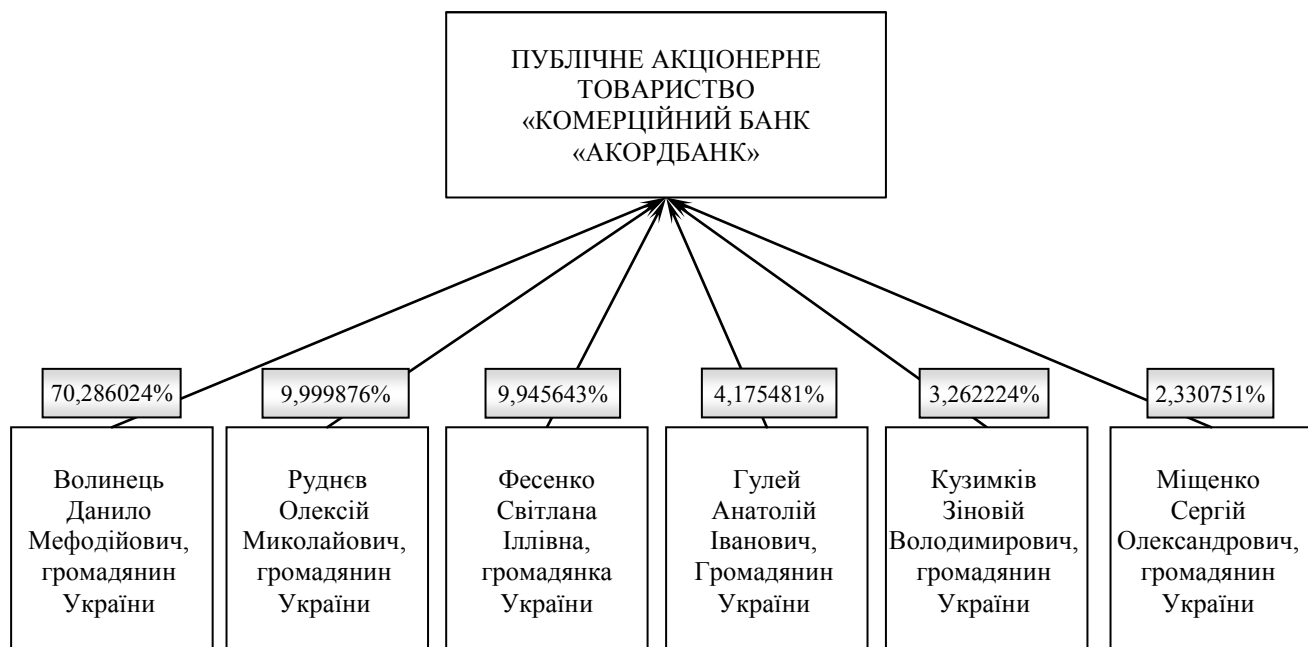 ПУБЛІЧНЕ АКЦІОНЕРНЕ
ТОВАРИСТВО
«КОМЕРЦІЙНИЙ БАНК
«АКОРДБАНК»
70,286024%
9,999876%
9,945643%
4,175481%
3,262224%
2,330751%
Волинець
Данило
Мефодійович,
громадянин
України
Руднєв
Олексій
Миколайович,
громадянин
України
Фесенко
Світлана
Іллівна,
громадянка
України
Гулей
Анатолій
Іванович,
Громадянин
України
Кузимків
Зіновій
Володимирович,
громадянин
України
Міщенко
Сергій
Олександрович,
громадянин
України